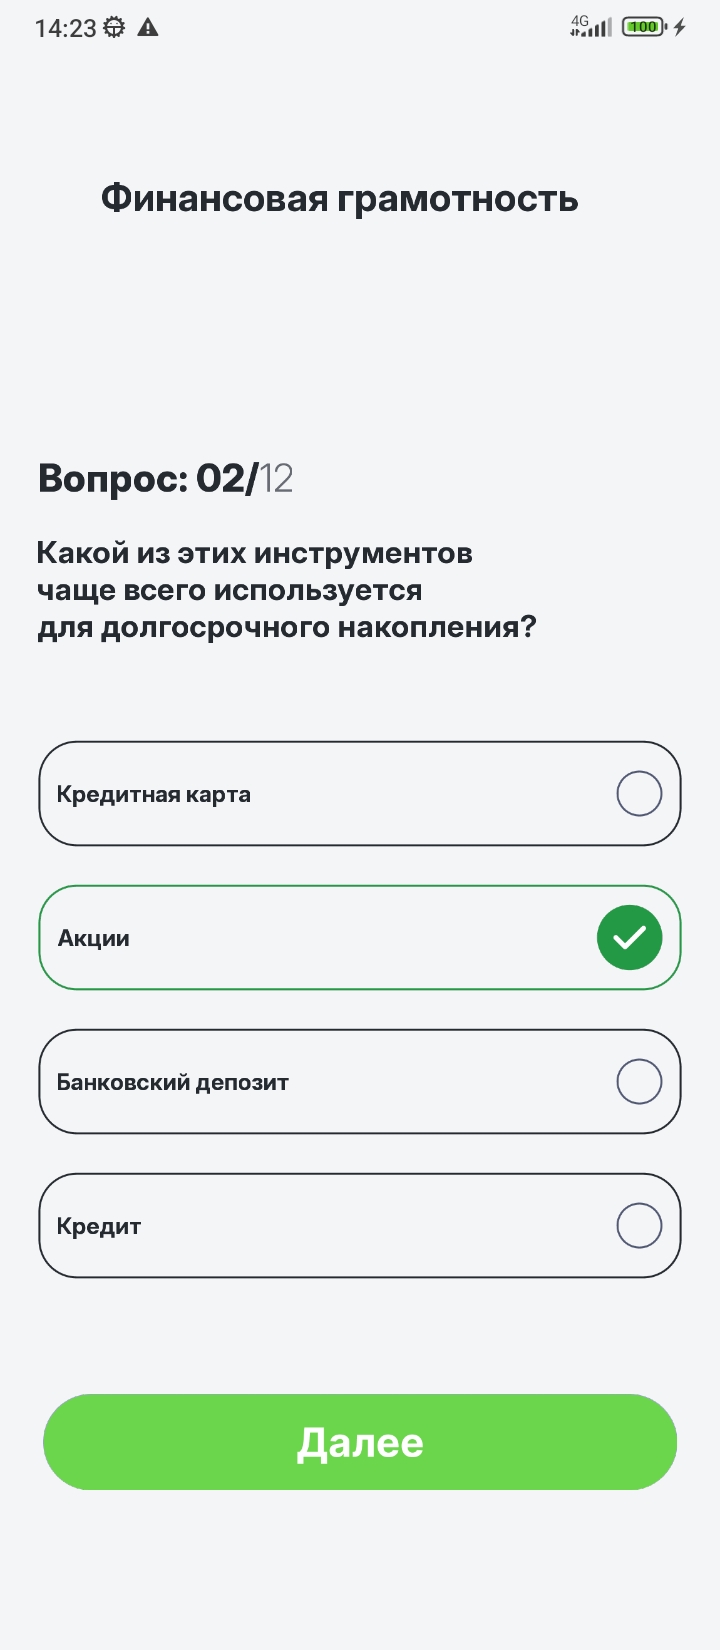 14:23
4G
100
Финансовая грамотность
Вопрос: 02/12
Какой из этих инструментов
чаще всего используется
для долгосрочного накопления?
Кредитная карта
Акции
Банковский депозит
Кредит
Далее